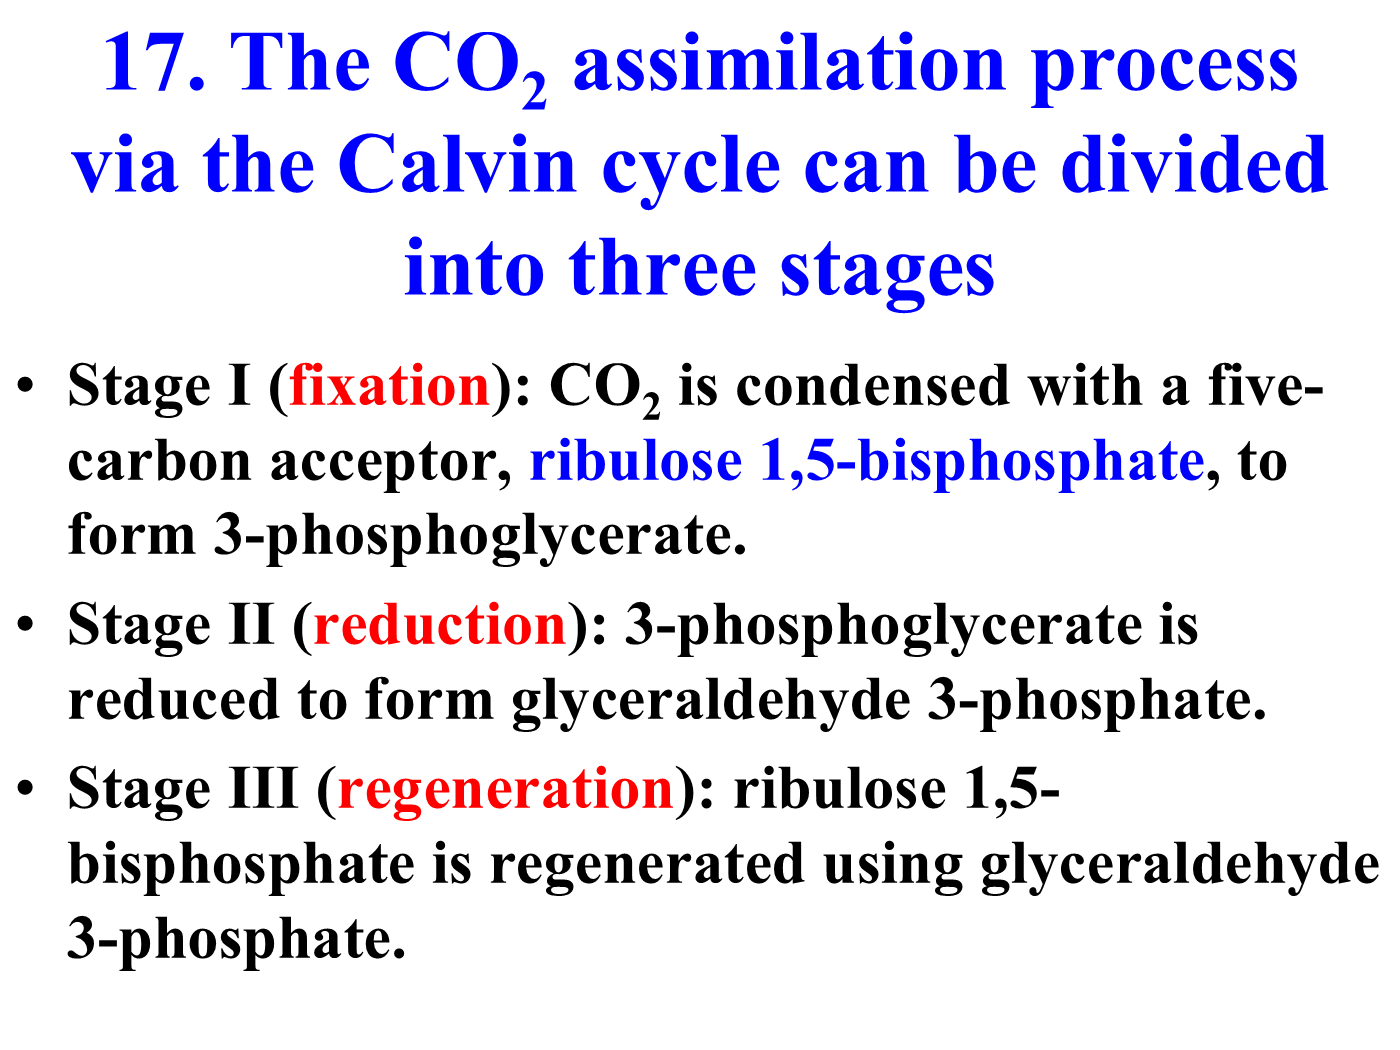 17. The CO₂ assimilation process
via the Calvin cycle can be divided
into three stages
• Stage I (fixation): CO₂ is condensed with a five-
carbon acceptor, ribulose 1,5-bisphosphate, to
form 3-phosphoglycerate.
• Stage II (reduction): 3-phosphoglycerate is
reduced to form glyceraldehyde 3-phosphate.
• Stage III (regeneration): ribulose 1,5-
bisphosphate is regenerated using glyceraldehyde
3-phosphate.